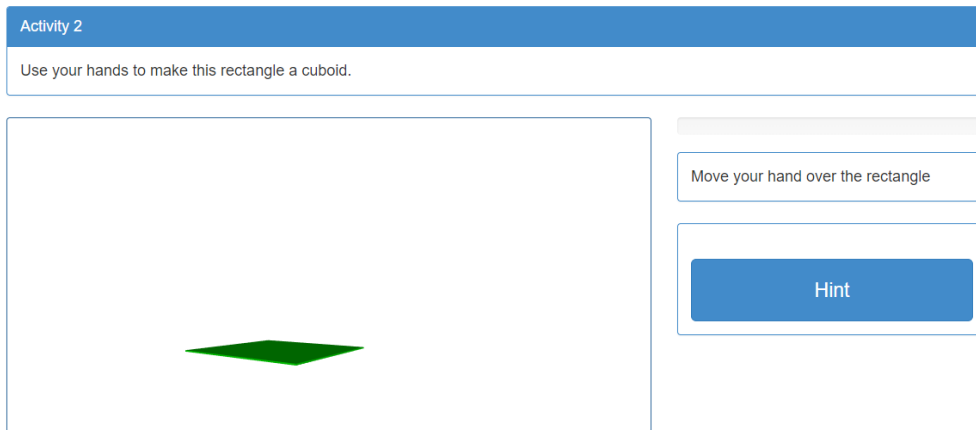 Activity 2
Use your hands to make this rectangle a cuboid.
Move your hand over the rectangle
Hint